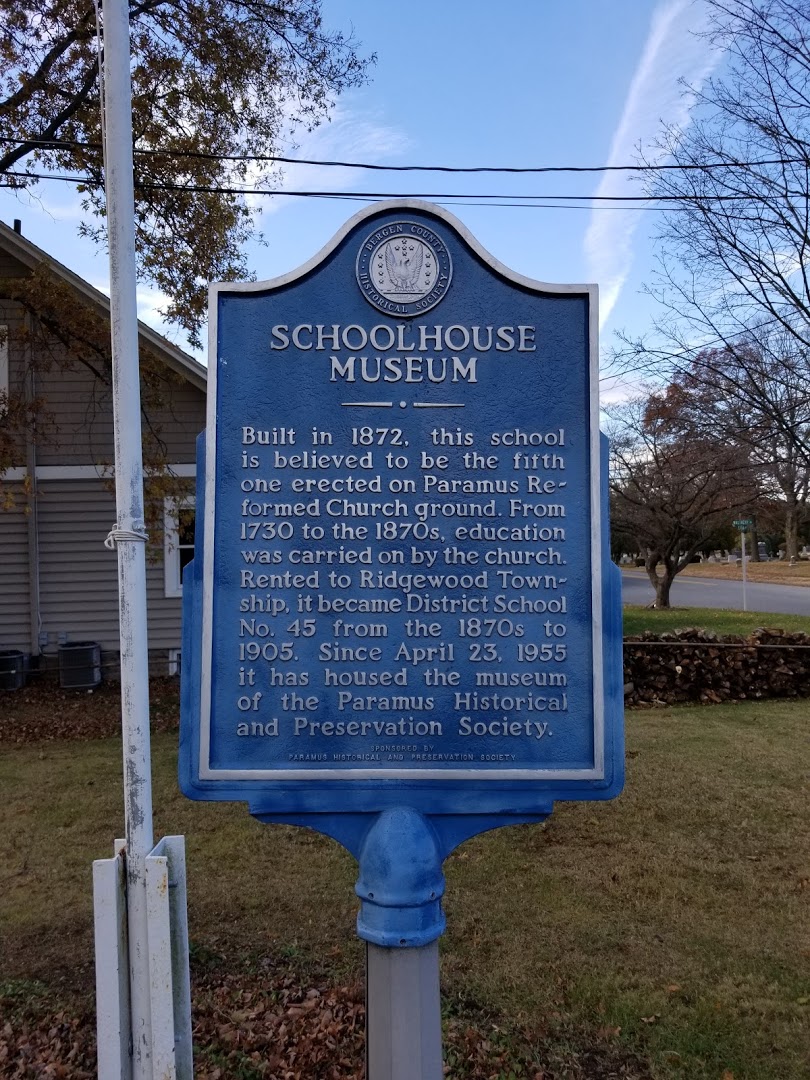 BERGEN COUNTY
HISTORICAL SOCIETY
SCHOOLHOUSE
MUSEUM
Built in 1872, this school
is believed to be the fifth
one erected on Paramus Re-
formed Church ground. From
1730 to the 1870s, education
was carried on by the church.
Rented to Ridgewood Town-
ship, it became District School
No. 45 from the 1870s to
1905. Since April 23, 1955
it has housed the museum
of the Paramus Historical
and Preservation Society.
SPONSORED BY
PARAMUS HISTORICAL AND PRESERVATION SOCIETY